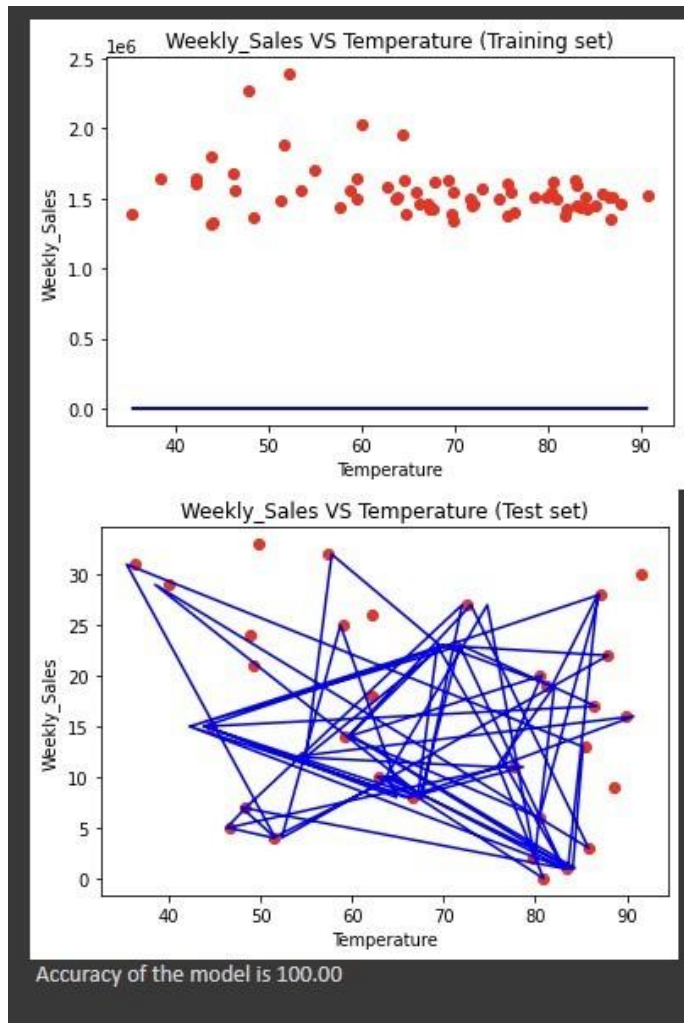 Weekly_Sales VS Temperature (Training set)
1e6
2.5
2.0
1.5
1.0
0.5
0.0
Weekly_Sales
40 50 60 70 80 90
Temperature
Weekly_Sales VS Temperature (Test set)
30
25
20
15
10
5
0
Weekly_Sales
40 50 60 70 80 90
Temperature
Accuracy of the model is 100.00